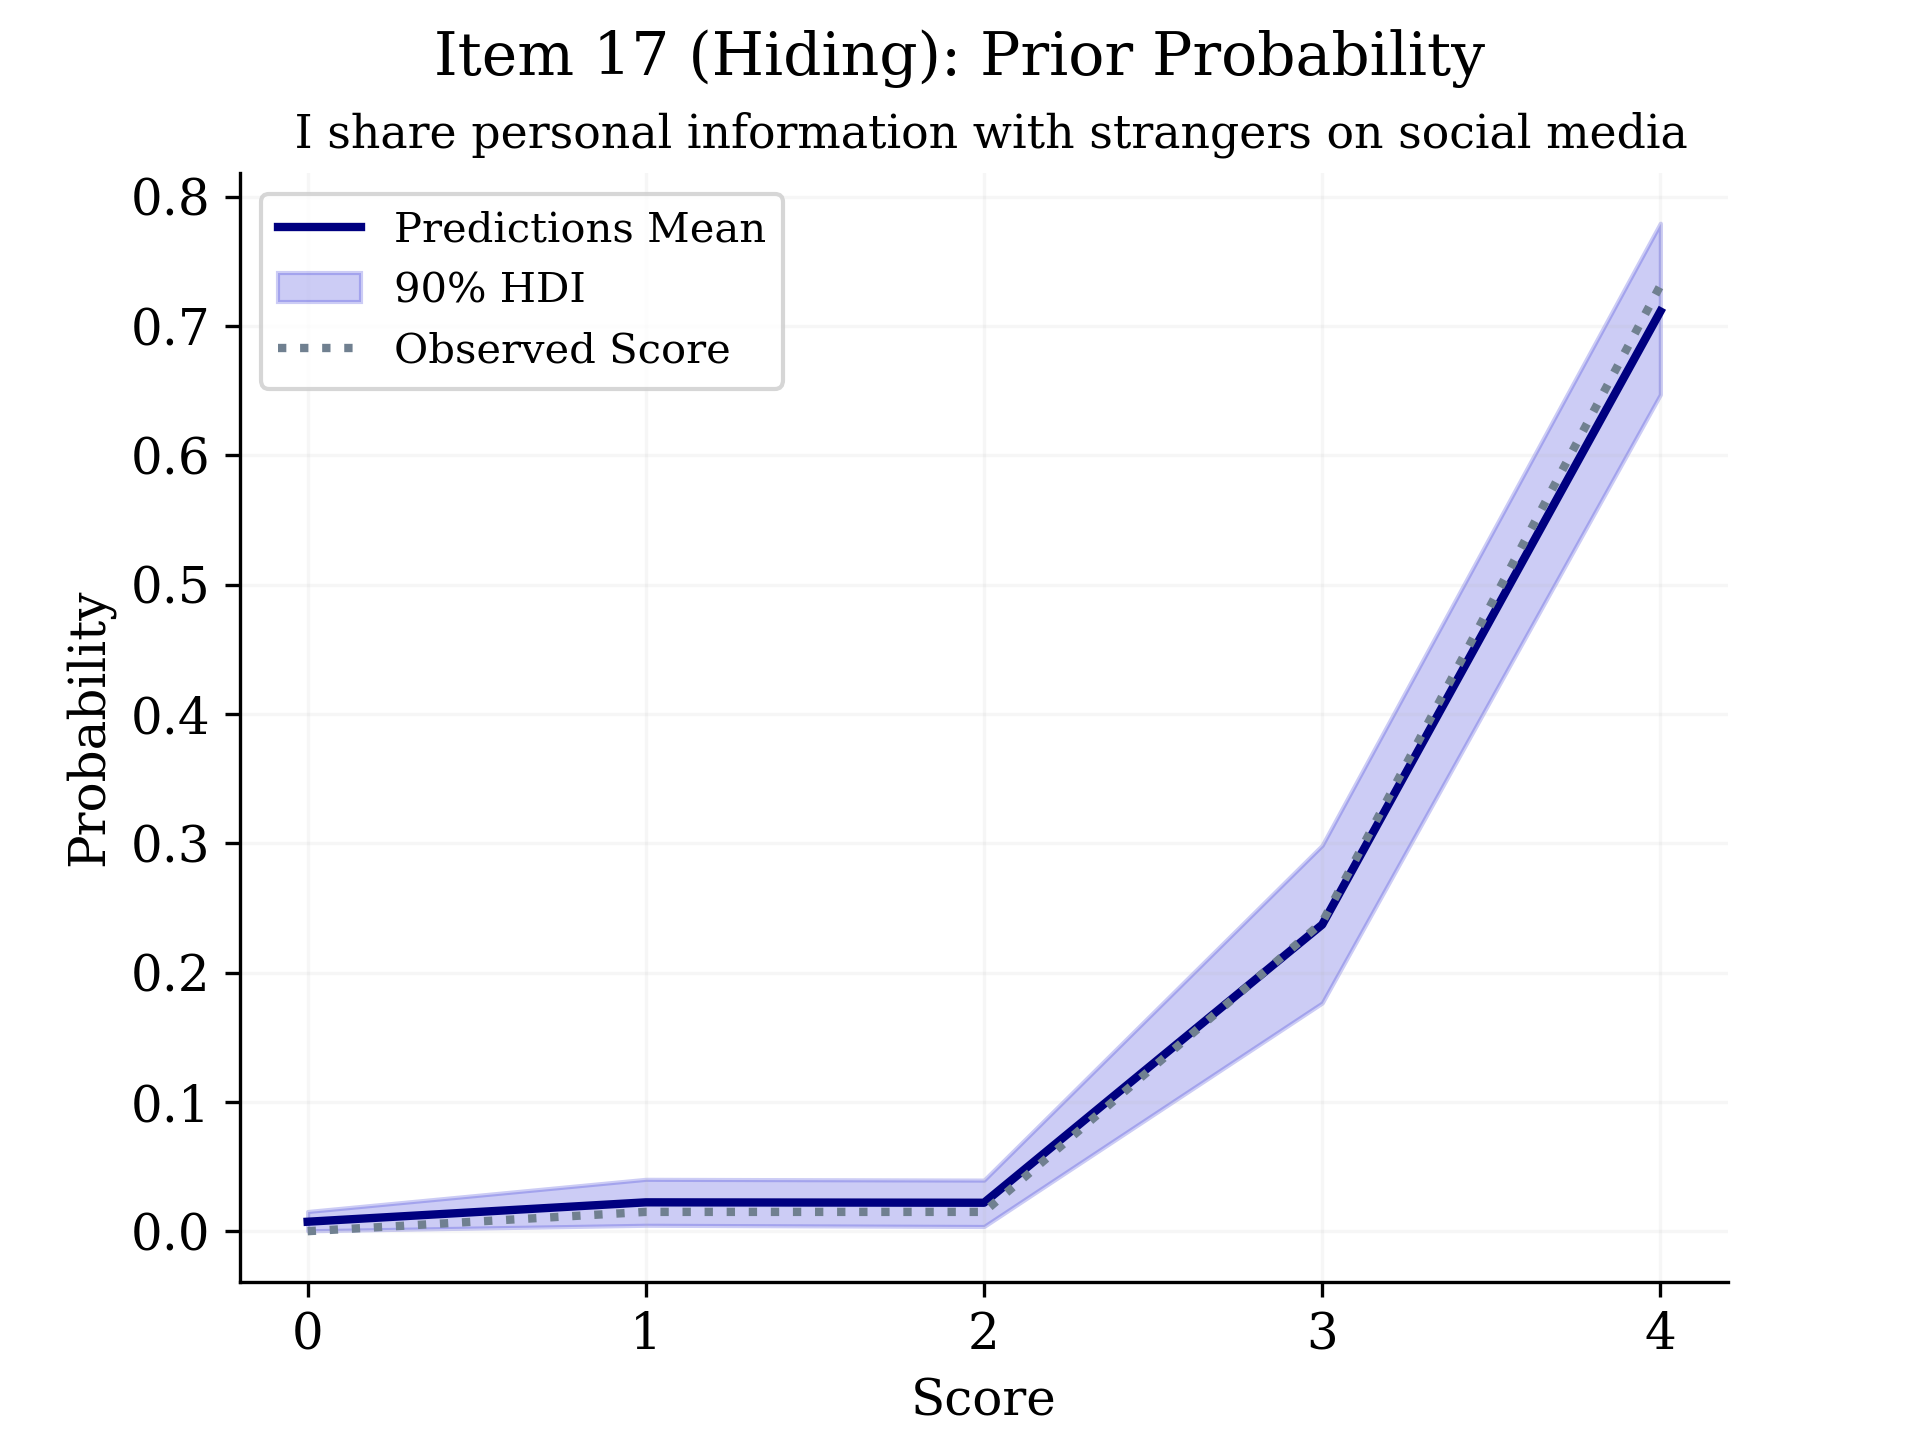 Item 17 (Hiding): Prior Probability
I share personal information with strangers on social media
Predictions Mean
90% HDI
Observed Score
0.8
0.7
0.6
0.5
0.4
0.3
0.2
0.1
0.0
Probability
0 1 2 3 4
Score